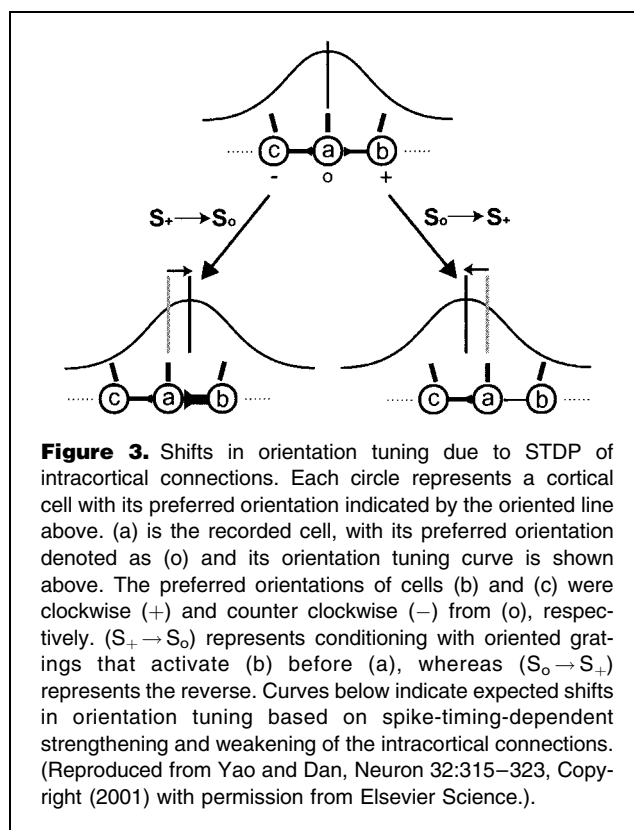 c a b
- o +
S₊ → Sₒ Sₒ → S₊
c a b c a b
Figure 3. Shifts in orientation tuning due to STDP of
intracortical connections. Each circle represents a cortical
cell with its preferred orientation indicated by the oriented line
above. (a) is the recorded cell, with its preferred orientation
denoted as (o) and its orientation tuning curve is shown
above. The preferred orientations of cells (b) and (c) were
clockwise (+) and counter clockwise (−) from (o), respec-
tively. (S₊ → Sₒ) represents conditioning with oriented grat-
ings that activate (b) before (a), whereas (Sₒ → S₊)
represents the reverse. Curves below indicate expected shifts
in orientation tuning based on spike-timing-dependent
strengthening and weakening of the intracortical connections.
(Reproduced from Yao and Dan, Neuron 32:315–323, Copy-
right (2001) with permission from Elsevier Science.).